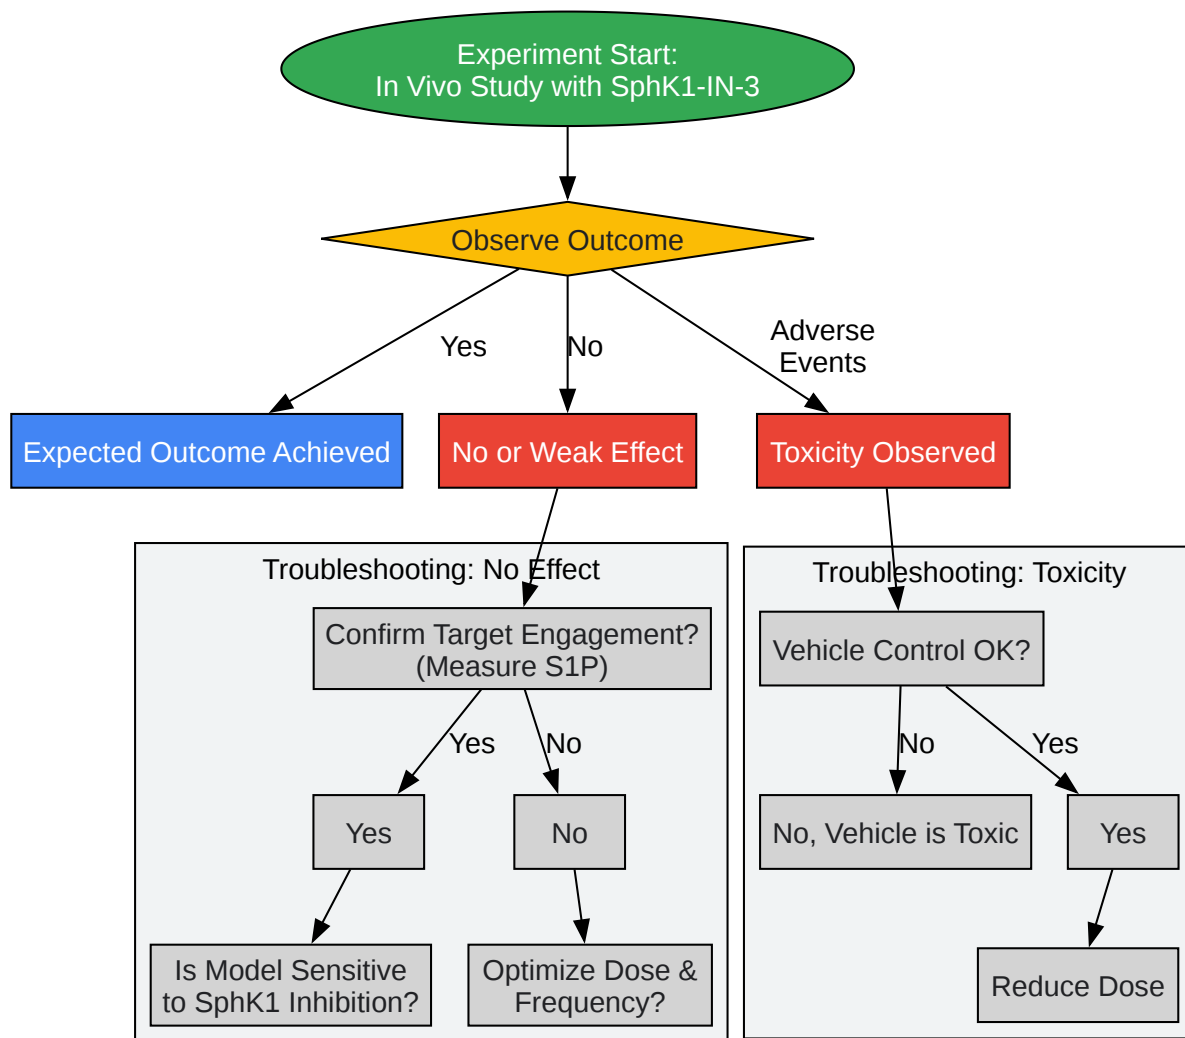 Experiment Start:
In Vivo Study with SphK1-IN-3
Observe Outcome
Yes
No
Adverse
Events
Expected Outcome Achieved
No or Weak Effect
Toxicity Observed
Troubleshooting: No Effect
Troubleshooting: Toxicity
Confirm Target Engagement?
(Measure S1P)
Vehicle Control OK?
Yes
No
No
Yes
Yes
No
No, Vehicle is Toxic
Yes
Is Model Sensitive
to SphK1 Inhibition?
Optimize Dose &
Frequency?
Reduce Dose